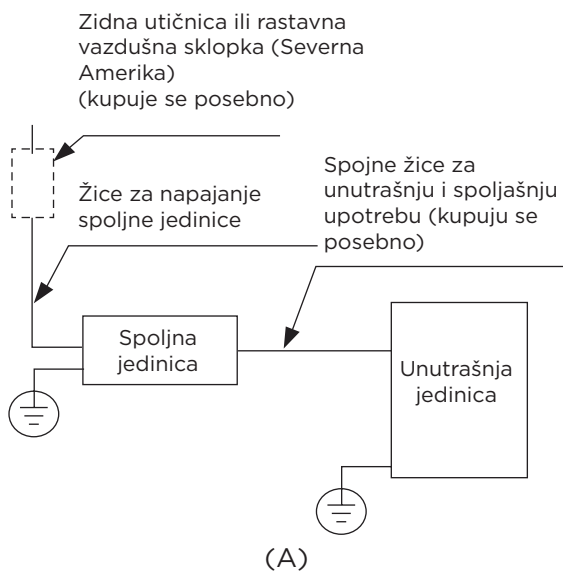 Zidna utičnica ili rastavna
vazdušna sklopka (Severna
Amerika)
(kupuje se posebno)
Žice za napajanje
spoljne jedinice
Spojne žice za
unutrašnju i spoljašnju
upotrebu (kupuju se
posebno)
Spoljna
jedinica
Unutrašnja
jedinica
(A)